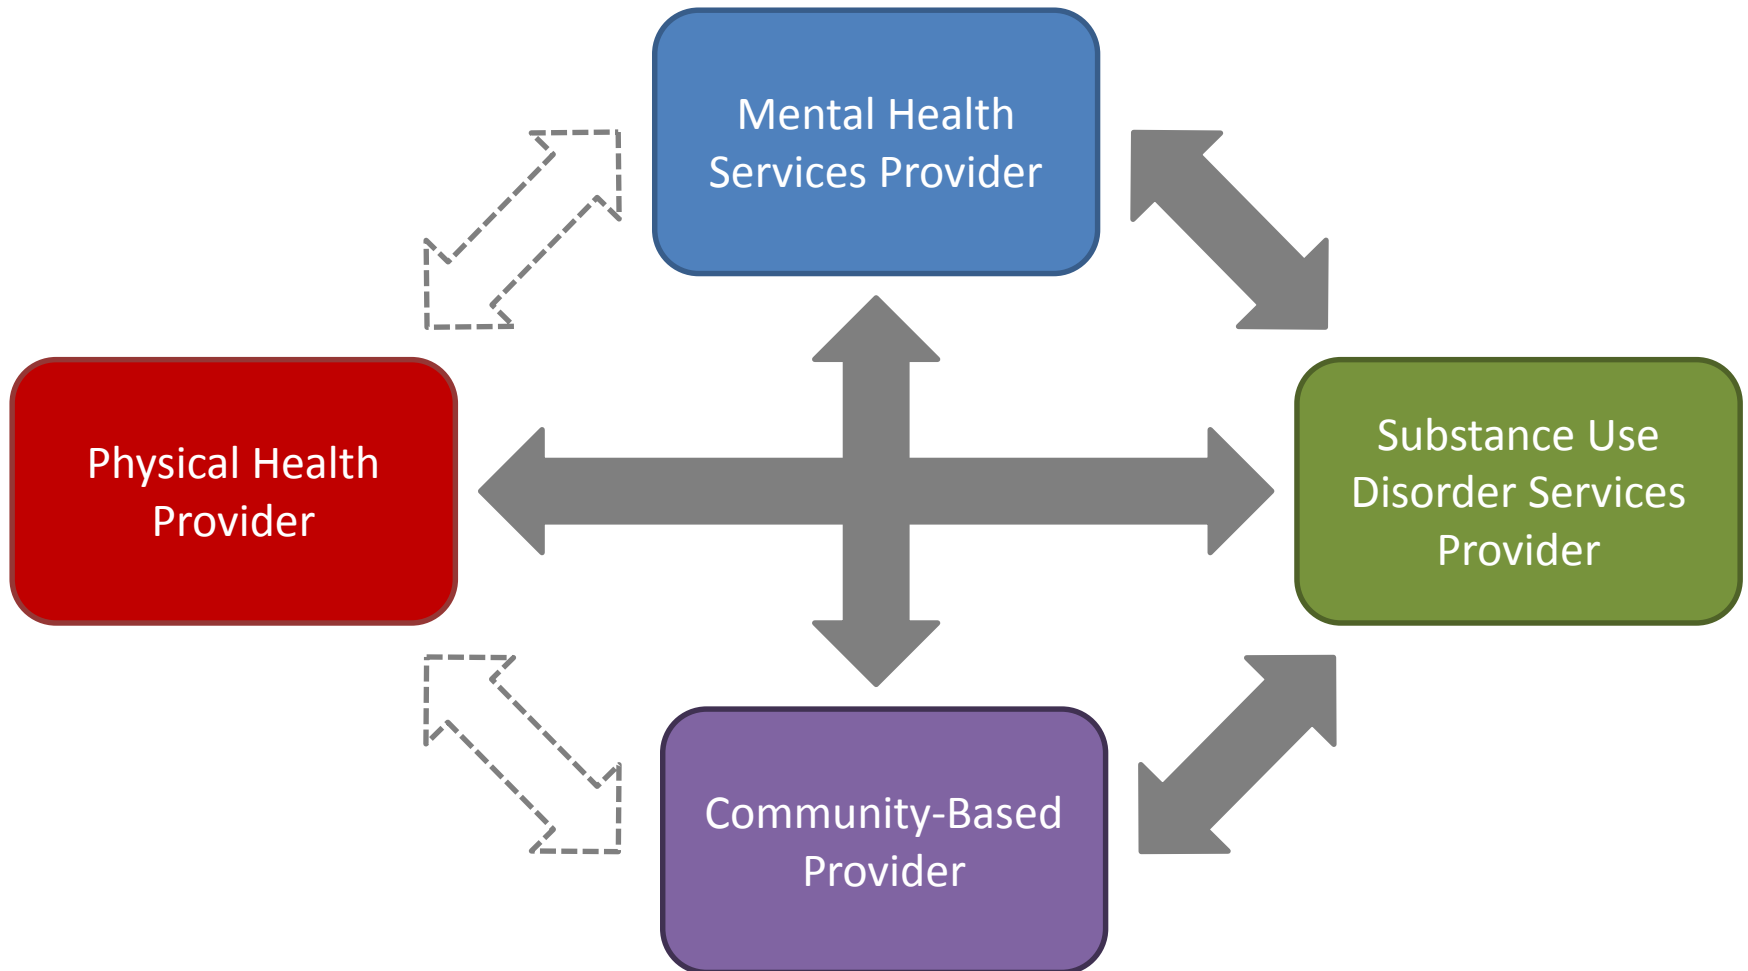 Mental Health
Services Provider
Physical Health
Provider
Substance Use
Disorder Services
Provider
Community-Based
Provider